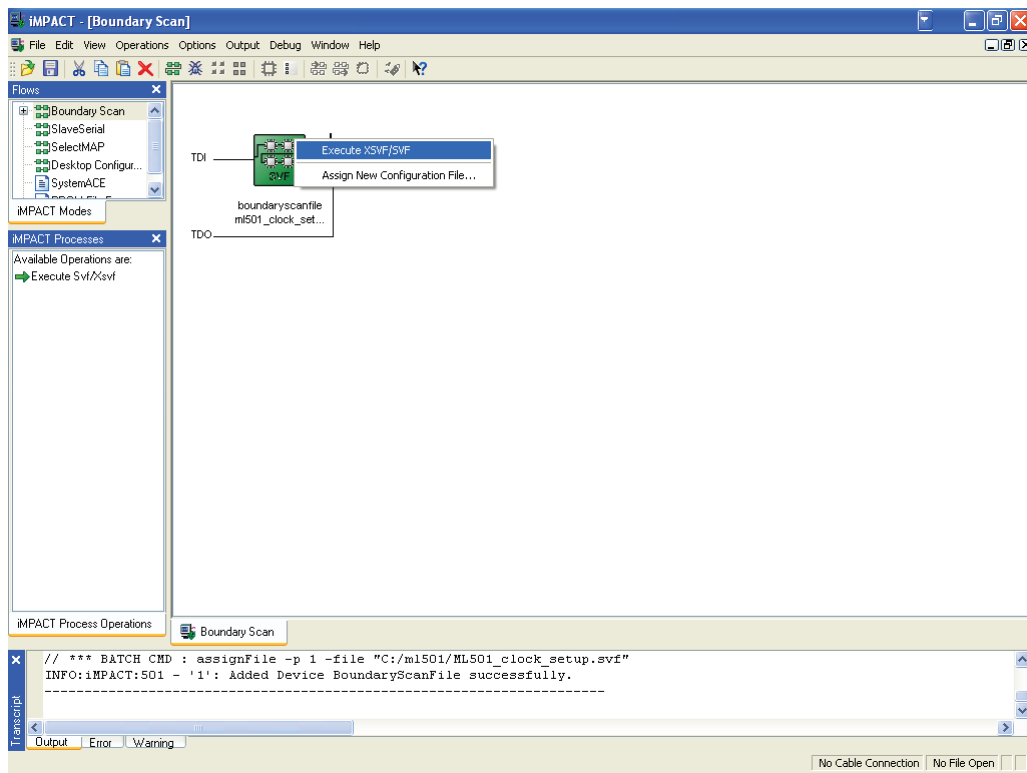 iMPACT - [Boundary Scan]
File Edit View Operations Options Output Debug Window Help
Flows
Boundary Scan
SlaveSerial
SelectMAP
Desktop Configur...
SystemACE
iMPACT Modes
iMPACT Processes
Available Operations are:
Execute Svf/Xsvf
iMPACT Process Operations
TDI
SVF
Execute XSVF/SVF
Assign New Configuration File...
boundaryscanfile
ml501_clock_set...
TDO
Boundary Scan
// *** BATCH CMD : assignFile -p 1 -file "C:/ml501/ML501_clock_setup.svf"
INFO:iMPACT:501 - '1': Added Device BoundaryScanFile successfully.
----------------------------------------------------------------------
Transcript
Output Error Warning
No Cable Connection No File Open